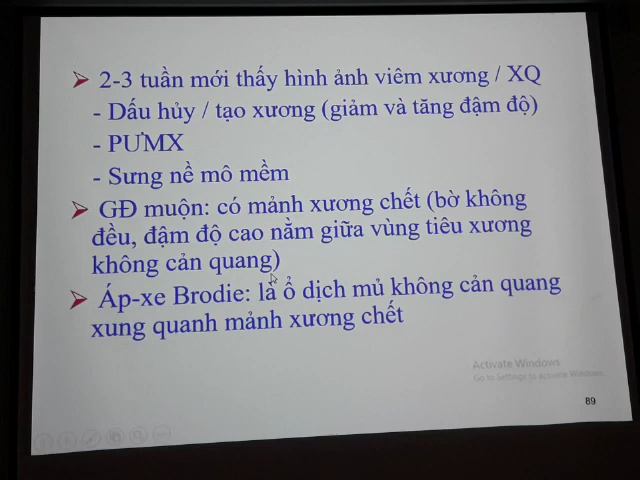 ➢ 2-3 tuần mới thấy hình ảnh viêm xương / XQ
- Dấu hủy / tạo xương (giảm và tăng đậm độ)
- PƯMX
- Sưng nề mô mềm
➢ GĐ muộn: có mảnh xương chết (bờ không
đều, đậm độ cao nằm giữa vùng tiêu xương
không cản quang)
➢ Áp-xe Brodie: là ổ dịch mủ không cản quang
xung quanh mảnh xương chết
Activate Windows
Go to Settings to activate Windows.
89